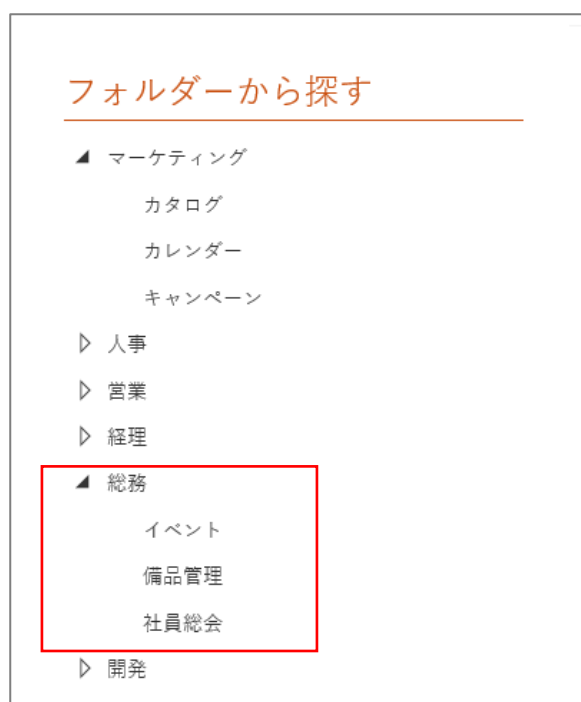 フォルダーから探す
マーケティング
カタログ
カレンダー
キャンペーン
人事
営業
経理
総務
イベント
備品管理
社員総会
開発